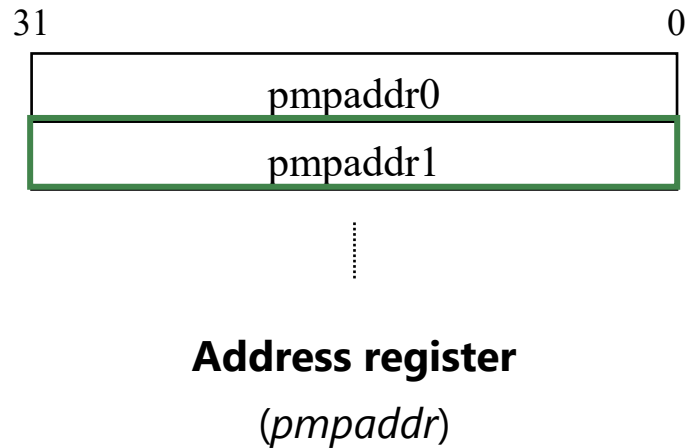 31 0
pmpaddr0
pmpaddr1
Address register
(pmpaddr)